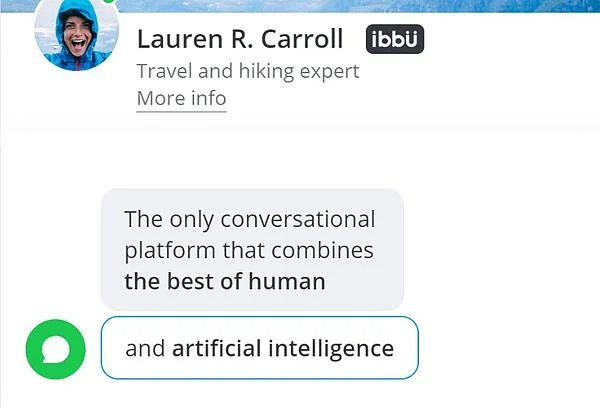 Lauren R. Carroll ibbü
Travel and hiking expert
More info
The only conversational
platform that combines
the best of human
and artificial intelligence